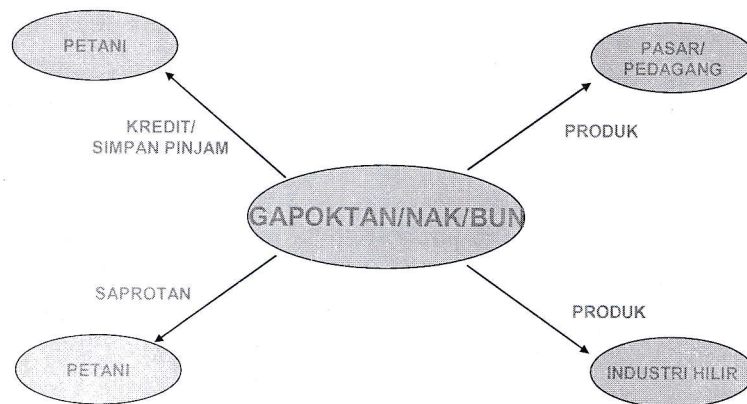 PETANI
PASAR/
PEDAGANG
KREDIT/
SIMPAN PINJAM
PRODUK
GAPOKTAN/NAK/BUN
SAPROTAN
PRODUK
PETANI
INDUSTRI HILIR